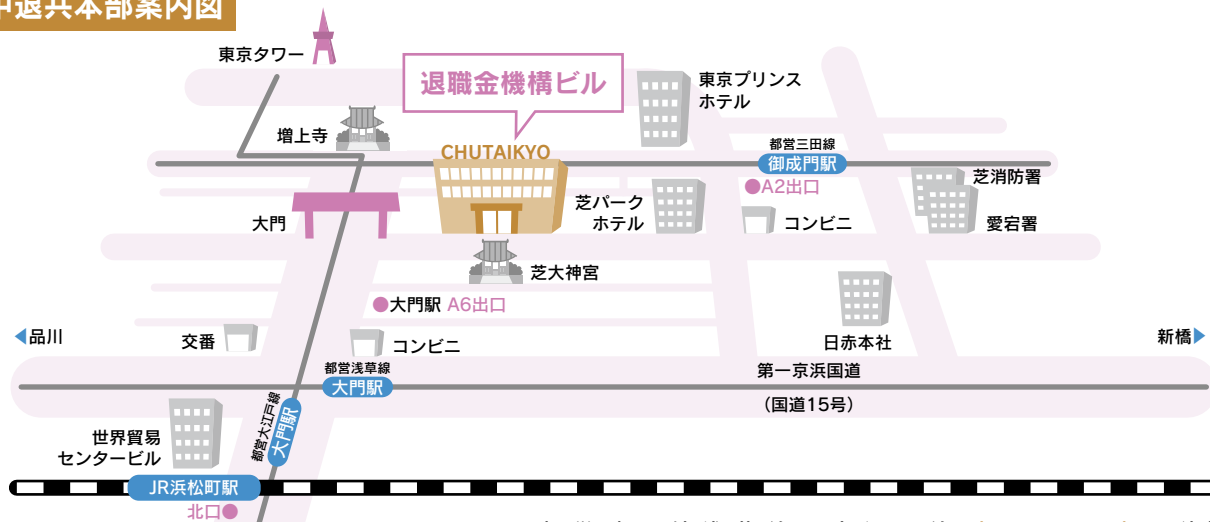 中退共本部案内図
東京タワー
退職金機構ビル
東京プリンス
ホテル
増上寺
CHUTAIKYO
都営三田線
御成門駅
●A2出口
芝消防署
大門
芝パーク
ホテル
コンビニ
愛宕署
芝大神宮
●大門駅 A6出口
◀品川
交番
コンビニ
日赤本社
新橋▶
都営浅草線
大門駅
第一京浜国道
(国道15号)
都営大江戸線
大門駅
世界貿易
センタービル
JR浜松町駅
北口●